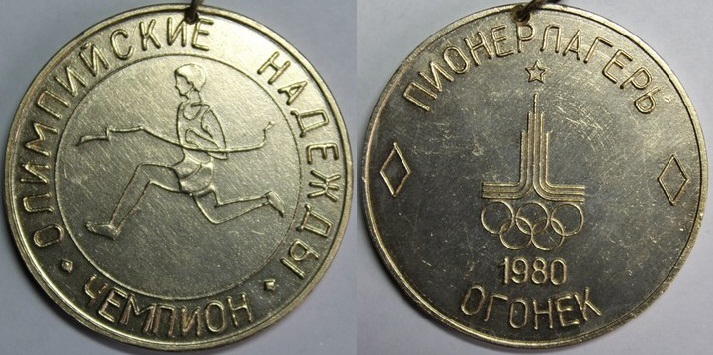 ОЛИМПИЙСКИЕ НАДЕЖДЫ
ЧЕМПИОН
ПИОНЕРЛАГЕРЬ
1980
ОГОНЕК